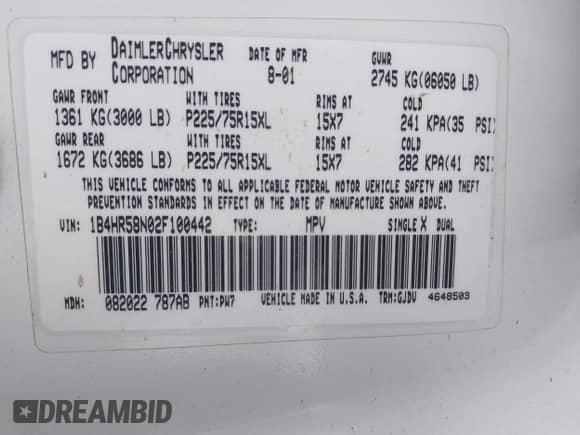 MFD BY DAIMLERCHRYSLER CORPORATION DATE OF MFR 8-01 GVWR 2745 KG(06050 LB)
GAWR FRONT WITH TIRES RIMS AT COLD
1361 KG(3000 LB) P225/75R15XL 15X7 241 KPA(35 PSI)
GAWR REAR WITH TIRES RIMS AT COLD
1672 KG(3686 LB) P225/75R15XL 15X7 282 KPA(41 PSI)
THIS VEHICLE CONFORMS TO ALL APPLICABLE FEDERAL MOTOR VEHICLE SAFETY AND THEFT
PREVENTION STANDARDS IN EFFECT ON THE DATE OF MANUFACTURE SHOWN ABOVE.
VIN: 1B4HR58N02F100442 TYPE: MPV SINGLE X DUAL
MDH: 082022 787AB PNT:PW7 VEHICLE MADE IN U.S.A. TRM:GJDV 4648503
DREAMBID